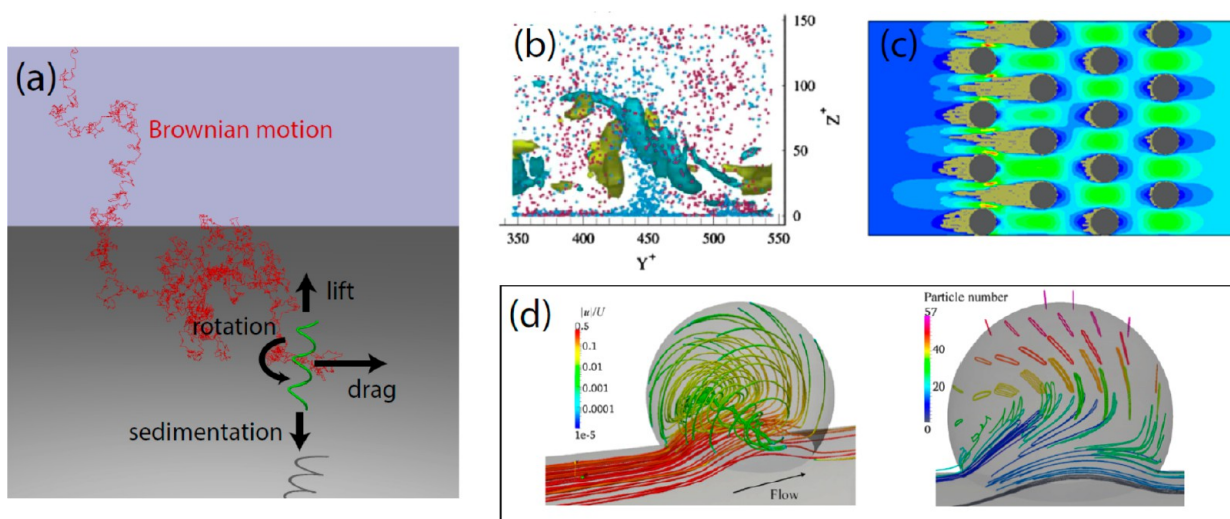 (a)
Brownian motion
lift
rotation
drag
sedimentation
(b)
150
100
50
0
Z+
350 400 450 500 550
Y+
(c)
(d)
|u|/U
0.5
0.1
0.01
0.001
0.0001
1e-5
Flow
Particle number
57
40
20
0